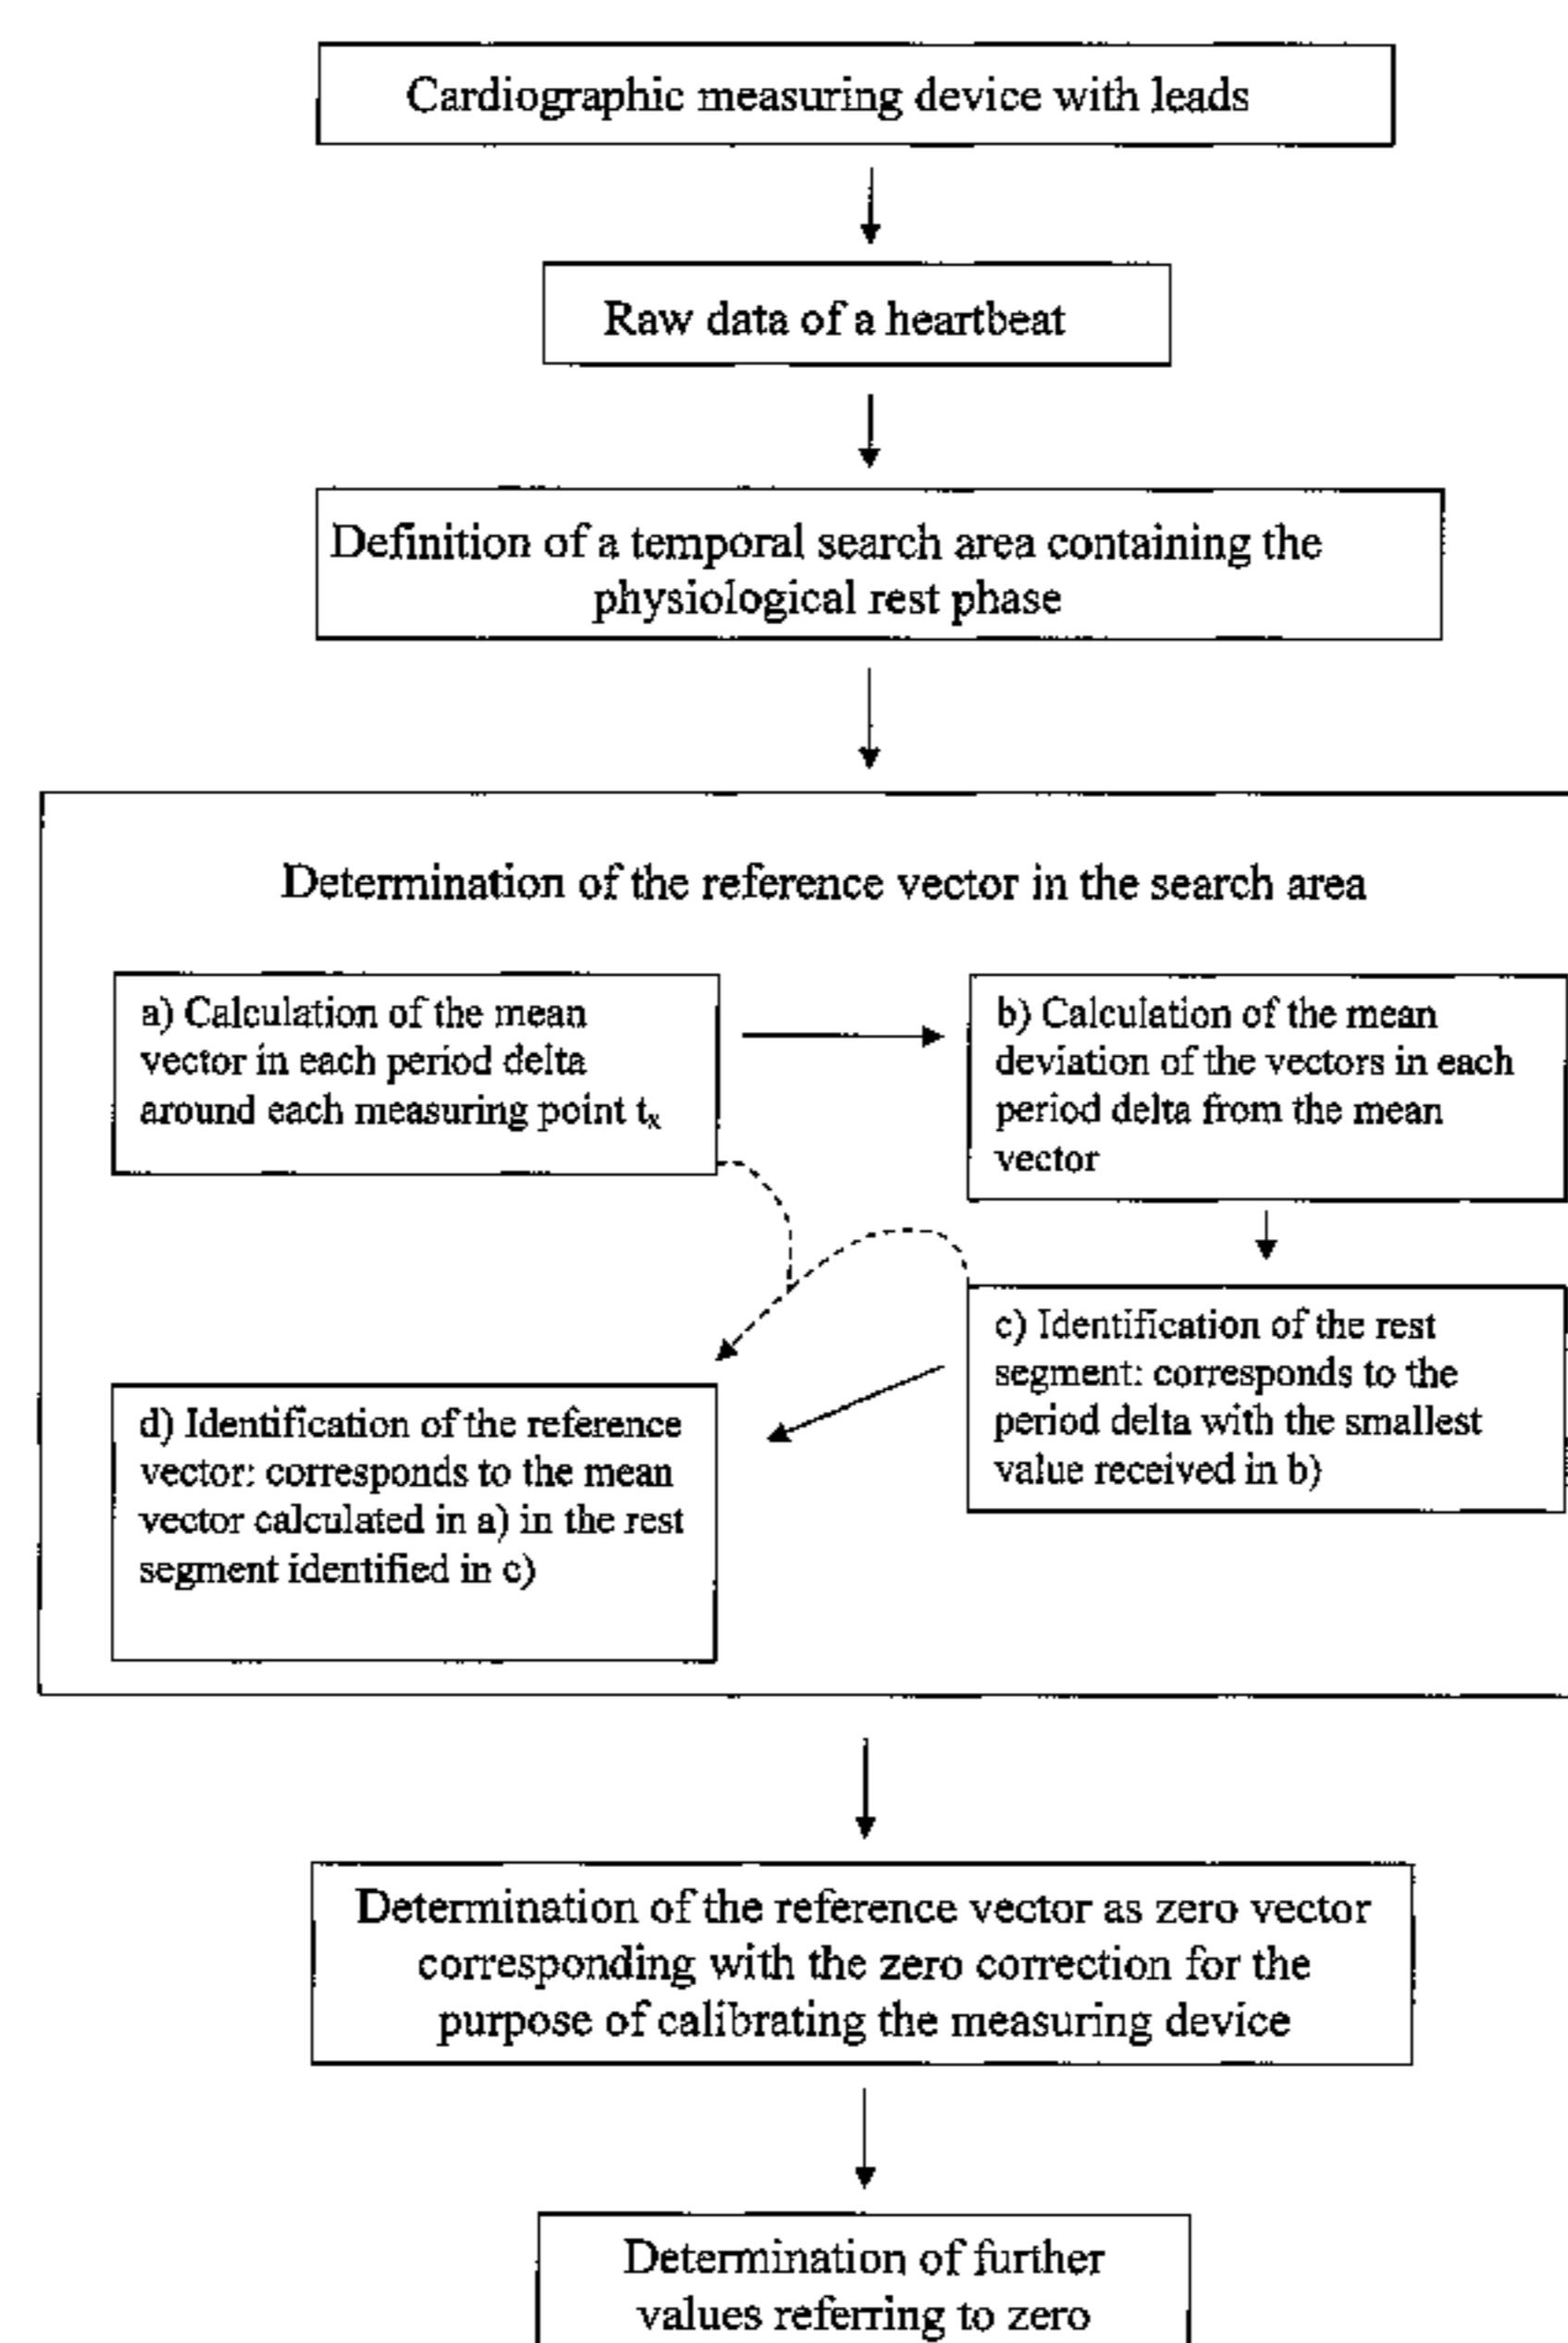 Cardiographic measuring device with leads
Raw data of a heartbeat
Definition of a temporal search area containing the
physiological rest phase
Determination of the reference vector in the search area
a) Calculation of the mean
vector in each period delta
around each measuring point tₓ
b) Calculation of the mean
deviation of the vectors in each
period delta from the mean
vector
c) Identification of the rest
segment: corresponds to the
period delta with the smallest
value received in b)
d) Identification of the reference
vector: corresponds to the mean
vector calculated in a) in the rest
segment identified in c)
Determination of the reference vector as zero vector
corresponding with the zero correction for the
purpose of calibrating the measuring device
Determination of further
values referring to zero